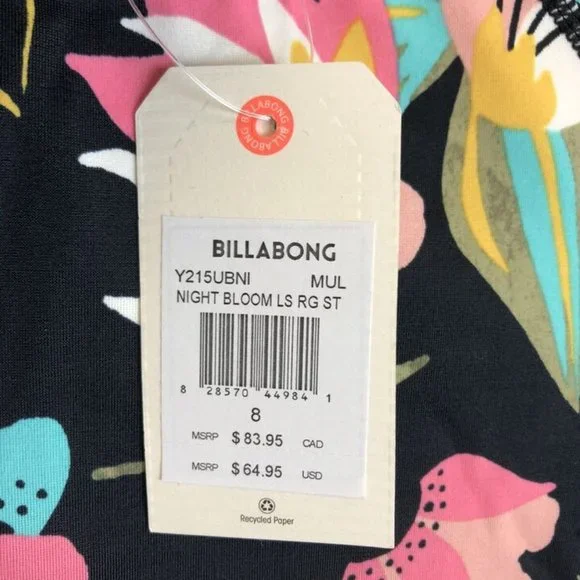 BILLABONG BILLABONG BILLABONG
BILLABONG
Y215UBNI MUL
NIGHT BLOOM LS RG ST
8 28570 44984 1
8
MSRP $83.95 CAD
MSRP $64.95 USD
Recycled Paper